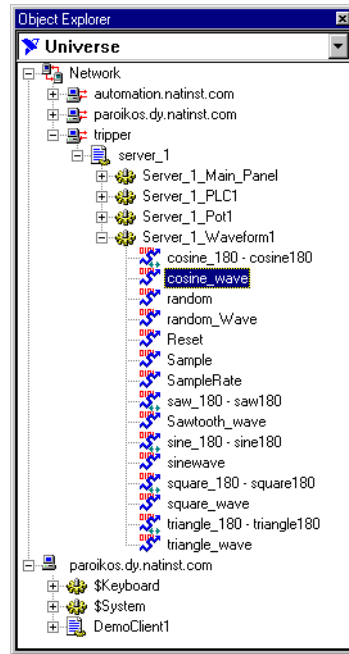 Object Explorer
Universe
Network
automation.natinst.com
paroikos.dy.natinst.com
tripper
server_1
Server_1_Main_Panel
Server_1_PLC1
Server_1_Pot1
Server_1_Waveform1
cosine_180 - cosine180
cosine_wave
random
random_Wave
Reset
Sample
SampleRate
saw_180 - saw180
Sawtooth_wave
sine_180 - sine180
sinewave
square_180 - square180
square_wave
triangle_180 - triangle180
triangle_wave
paroikos.dy.natinst.com
$Keyboard
$System
DemoClient1